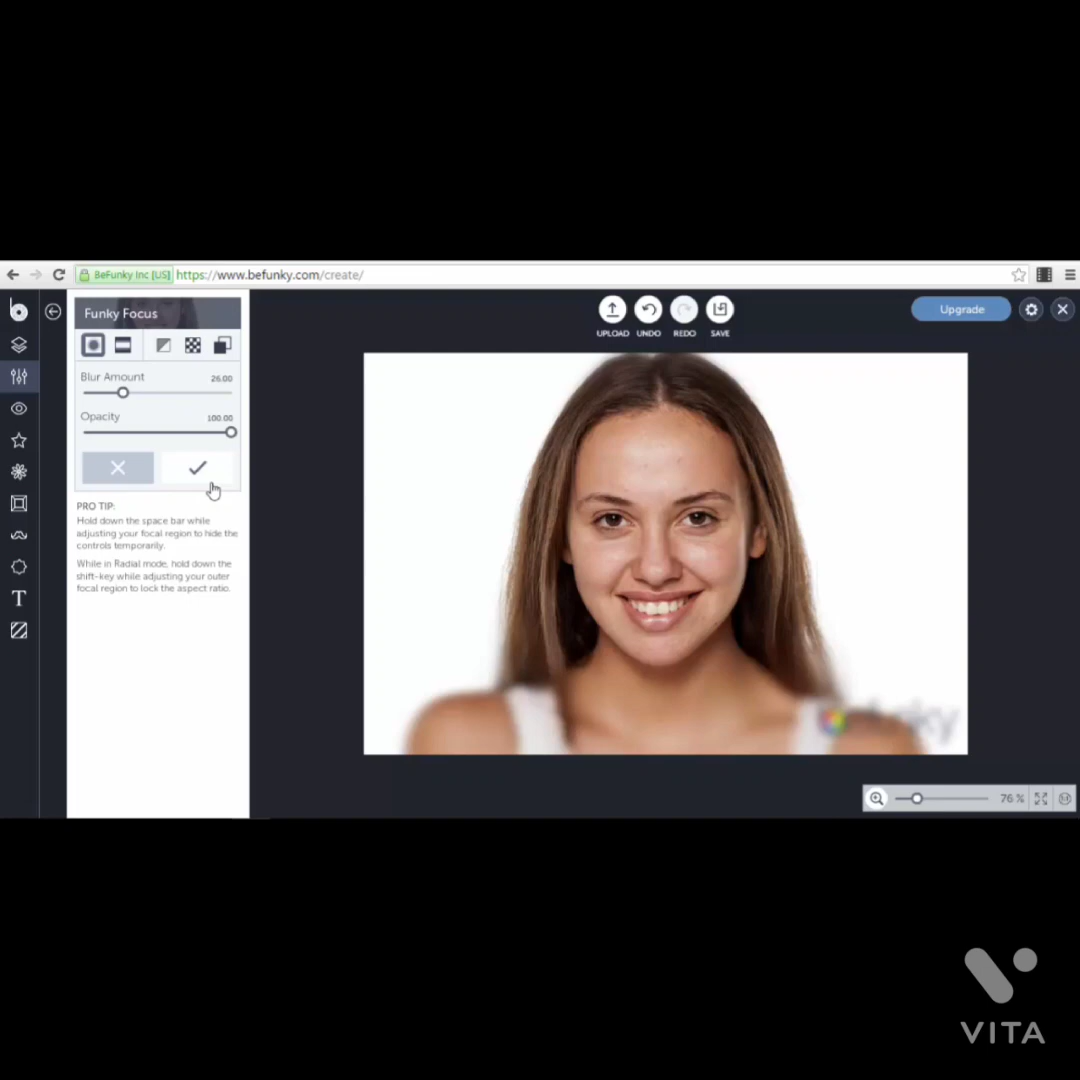 BeFunky Inc [US] https://www.befunky.com/create/
Funky Focus
UPLOAD UNDO REDO SAVE
Upgrade
Blur Amount 26.00
Opacity 100.00
PRO TIP:
Hold down the space bar while
adjusting your focal region to hide the
controls temporarily.
While in Radial mode, hold down the
shift-key while adjusting your outer
focal region to lock the aspect ratio.
T
76 %
VITA